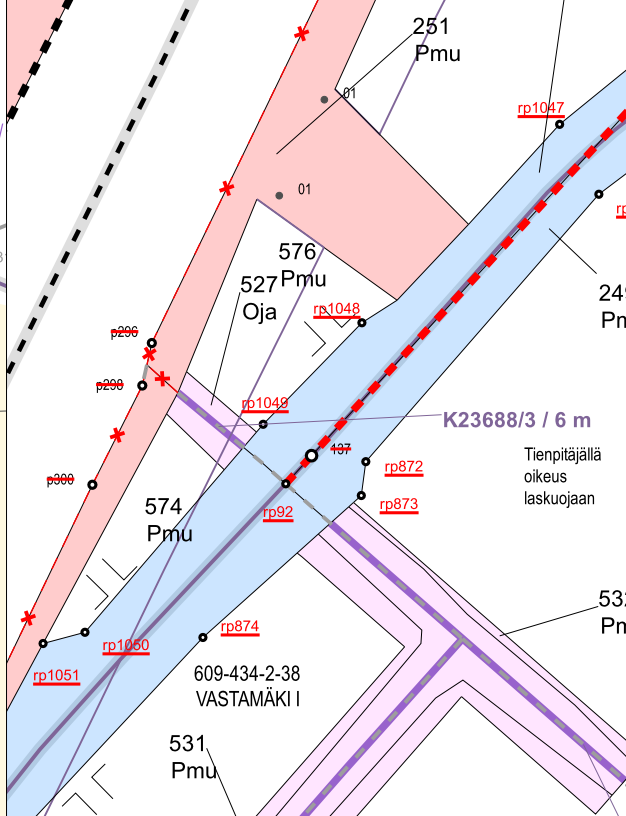 251
Pmu
01
rp1047
01
576
Pmu
527
Oja
rp1048
p296
p298
rp1049
K23688/3 / 6 m
437
rp872
Tienpitäjällä
oikeus
laskuojaan
p300
rp873
574
Pmu
rp92
rp874
rp1050
rp1051
609-434-2-38
VASTAMÄKI I
531
Pmu